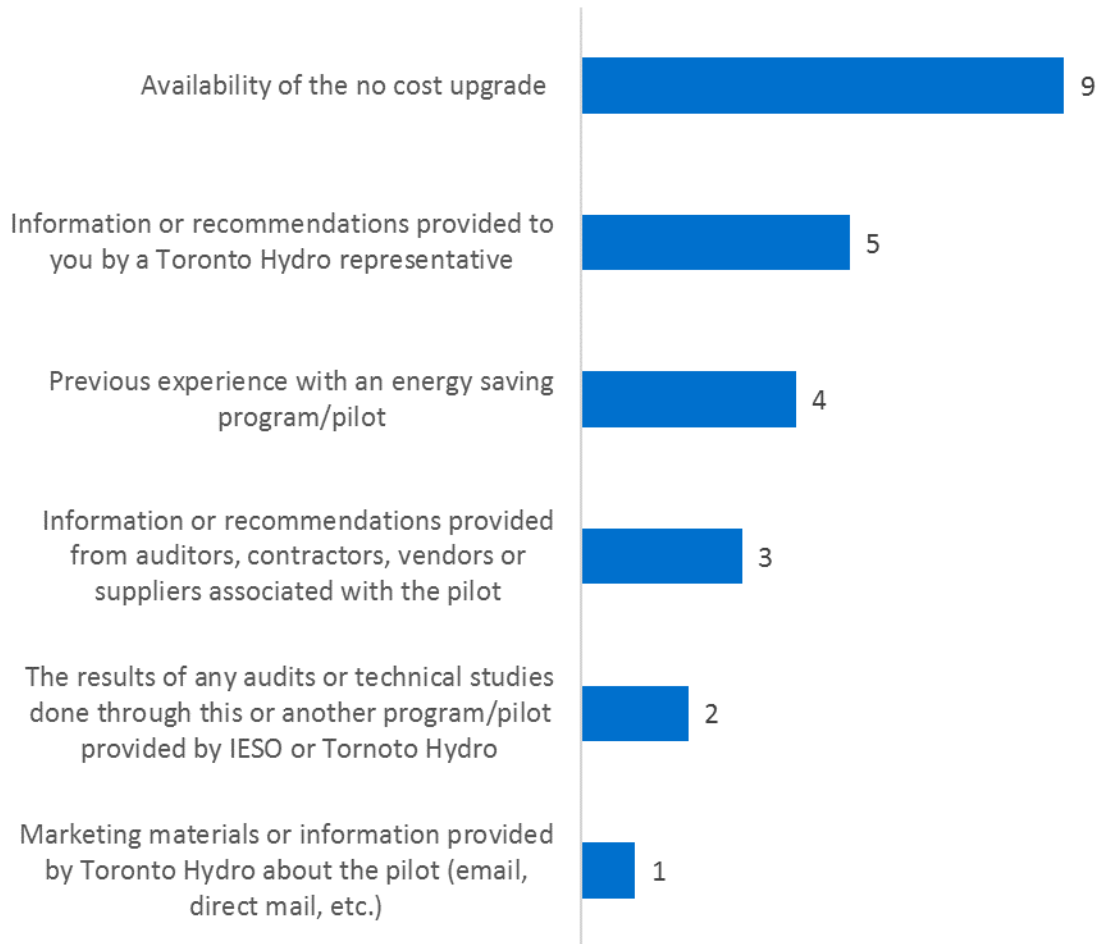 Availability of the no cost upgrade
9
Information or recommendations provided to
you by a Toronto Hydro representative
5
Previous experience with an energy saving
program/pilot
4
Information or recommendations provided
from auditors, contractors, vendors or
suppliers associated with the pilot
3
The results of any audits or technical studies
done through this or another program/pilot
provided by IESO or Tornoto Hydro
2
Marketing materials or information provided
by Toronto Hydro about the pilot (email,
direct mail, etc.)
1